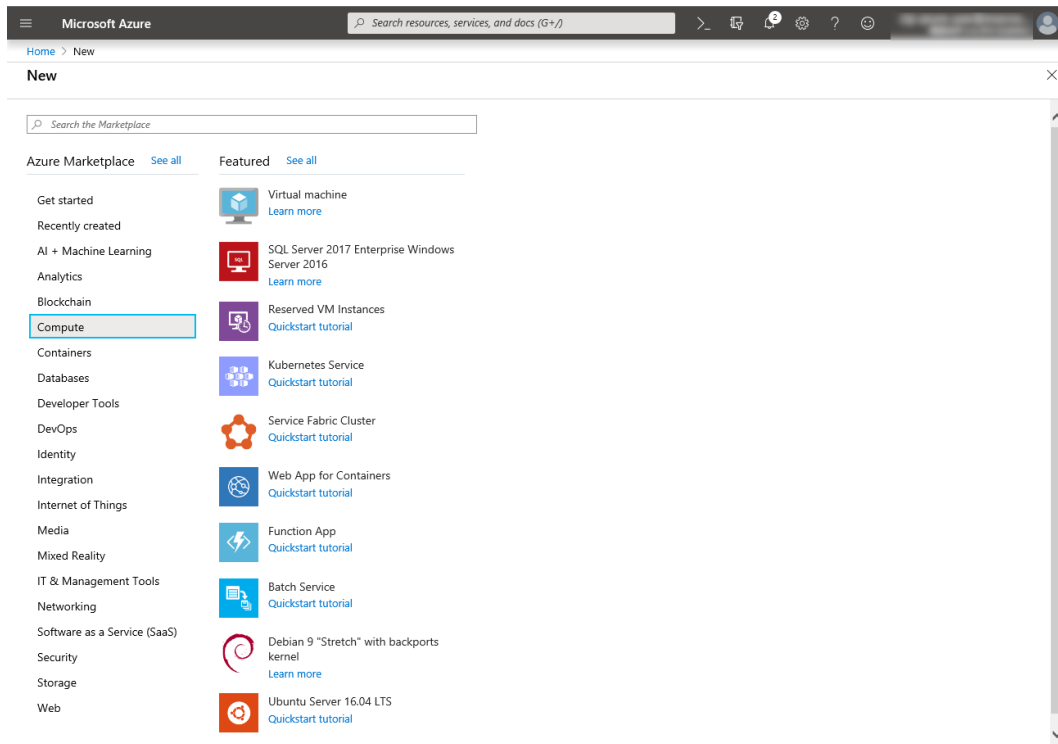 Microsoft Azure
Search resources, services, and docs (G+/)
2
Home > New
New
Search the Marketplace
Azure Marketplace See all
Get started
Recently created
AI + Machine Learning
Analytics
Blockchain
Compute
Containers
Databases
Developer Tools
DevOps
Identity
Integration
Internet of Things
Media
Mixed Reality
IT & Management Tools
Networking
Software as a Service (SaaS)
Security
Storage
Web
Featured See all
Virtual machine
Learn more
SQL
SQL Server 2017 Enterprise Windows
Server 2016
Learn more
Reserved VM Instances
Quickstart tutorial
Kubernetes Service
Quickstart tutorial
Service Fabric Cluster
Quickstart tutorial
Web App for Containers
Quickstart tutorial
Function App
Quickstart tutorial
Batch Service
Quickstart tutorial
Debian 9 "Stretch" with backports
kernel
Learn more
Ubuntu Server 16.04 LTS
Quickstart tutorial